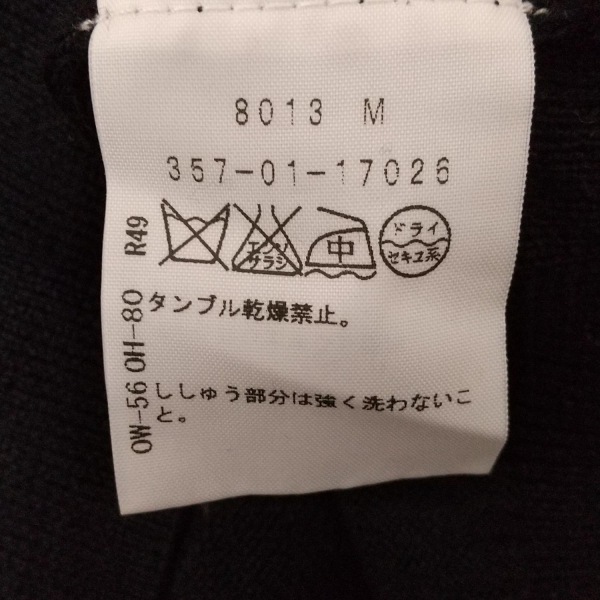 8013 M
357-01-17026
エンソ
サラシ
中
ドライ
セキユ系
タンブル乾燥禁止。
ししゅう部分は強く洗わないこ
と。
OW-56 OH-80 R49